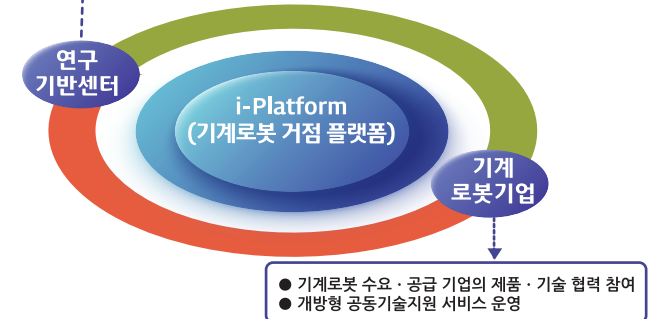 연구
기반센터
i-Platform
(기계로봇 거점 플랫폼)
기계
로봇기업
● 기계로봇 수요 · 공급 기업의 제품 · 기술 협력 참여
● 개방형 공동기술지원 서비스 운영